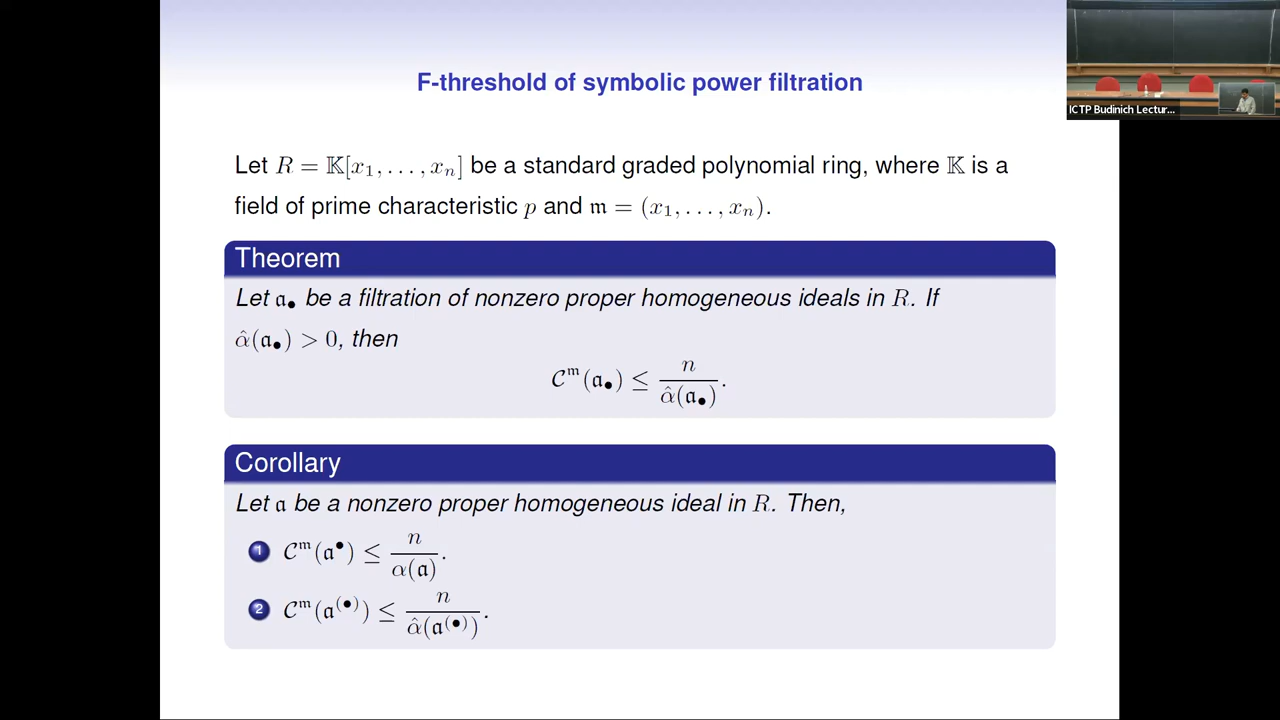 F-threshold of symbolic power filtration
ICTP Budinich Lectur...
Let R = 𝕂[x₁, . . . , xₙ] be a standard graded polynomial ring, where 𝕂 is a
field of prime characteristic p and 𝔪 = (x₁, . . . , xₙ).
Theorem
Let 𝔞• be a filtration of nonzero proper homogeneous ideals in R. If
α̂(𝔞•) > 0, then
𝒞^𝔪(𝔞•) ≤ n / α̂(𝔞•).
Corollary
Let 𝔞 be a nonzero proper homogeneous ideal in R. Then,
1 𝒞^𝔪(𝔞^•) ≤ n / α(𝔞).
2 𝒞^𝔪(𝔞^(•)) ≤ n / α̂(𝔞^(•)).